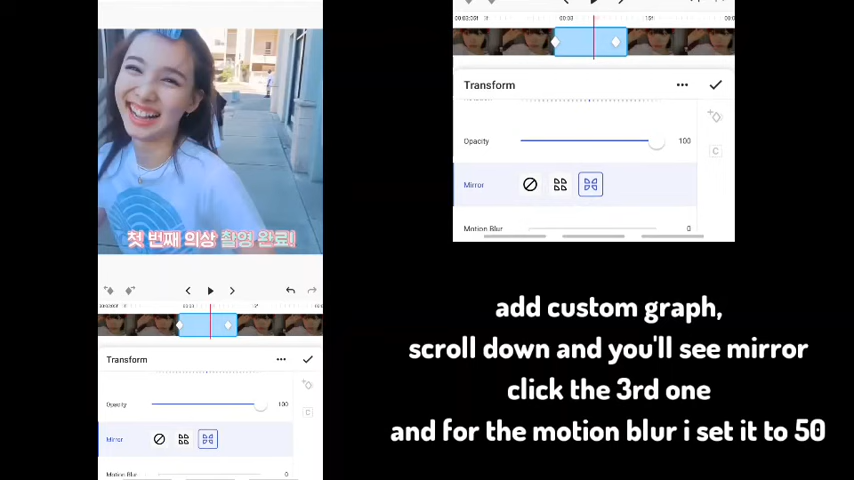 첫 번째 의상 촬영 완료!
Transform
Opacity
100
Mirror
Motion Blur
0
Transform
Opacity
100
Mirror
Motion Blur
0
add custom graph,
scroll down and you'll see mirror
click the 3rd one
and for the motion blur i set it to 50